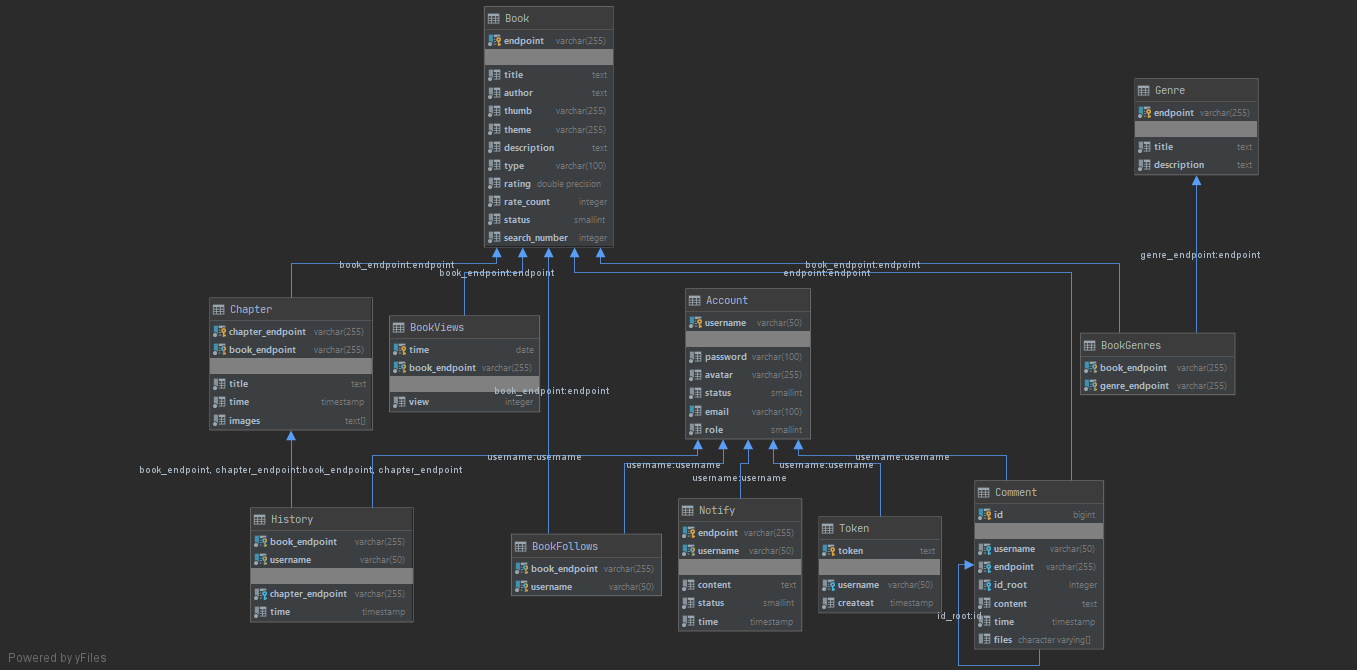 Book
endpoint varchar(255)
title text
author text
thumb varchar(255)
theme varchar(255)
description text
type varchar(100)
rating double precision
rate_count integer
status smallint
search_number integer
Genre
endpoint varchar(255)
title text
description text
book_endpoint:endpoint
book_endpoint:endpoint
book_endpoint:endpoint
endpoint:endpoint
genre_endpoint:endpoint
Chapter
chapter_endpoint varchar(255)
book_endpoint varchar(255)
title text
time timestamp
images text[]
BookViews
time date
book_endpoint varchar(255)
view integer
book_endpoint:endpoint
Account
username varchar(50)
password varchar(100)
avatar varchar(255)
status smallint
email varchar(100)
role smallint
BookGenres
book_endpoint varchar(255)
genre_endpoint varchar(255)
book_endpoint, chapter_endpoint:book_endpoint, chapter_endpoint
username:username
username:username
username:username
username:username
username:username
History
book_endpoint varchar(255)
username varchar(50)
chapter_endpoint varchar(255)
time timestamp
BookFollows
book_endpoint varchar(255)
username varchar(50)
Notify
endpoint varchar(255)
username varchar(50)
content text
status smallint
time timestamp
Token
token text
username varchar(50)
createat timestamp
Comment
id bigint
username varchar(50)
endpoint varchar(255)
id_root integer
content text
time timestamp
files character varying[]
id_root:id
Powered by yFiles